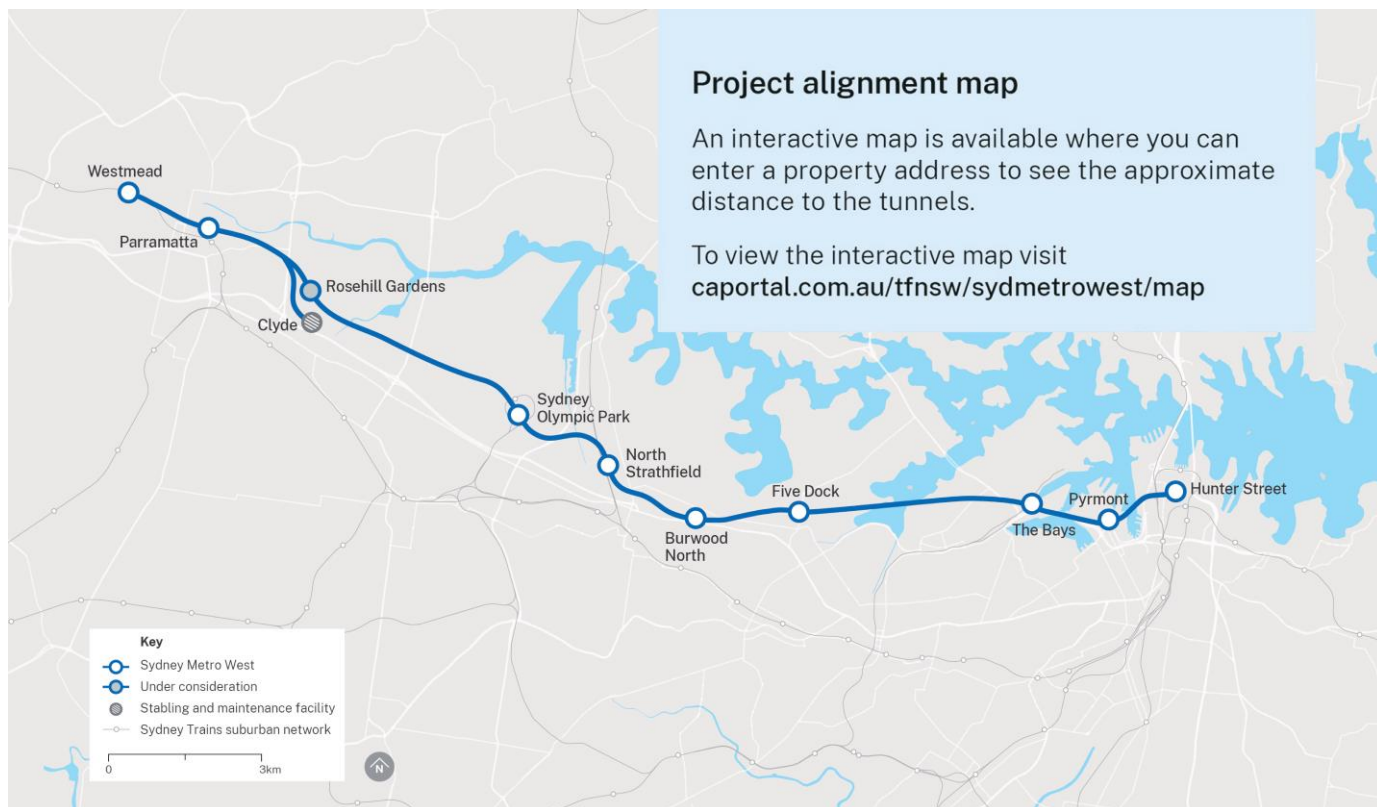 Project alignment map
An interactive map is available where you can
enter a property address to see the approximate
distance to the tunnels.
To view the interactive map visit
caportal.com.au/tfnsw/sydmetrowest/map
Westmead
Parramatta
Rosehill Gardens
Clyde
Sydney
Olympic Park
North
Strathfield
Burwood
North
Five Dock
The Bays
Pyrmont
Hunter Street
Key
Sydney Metro West
Under consideration
Stabling and maintenance facility
Sydney Trains suburban network
0 3km
N